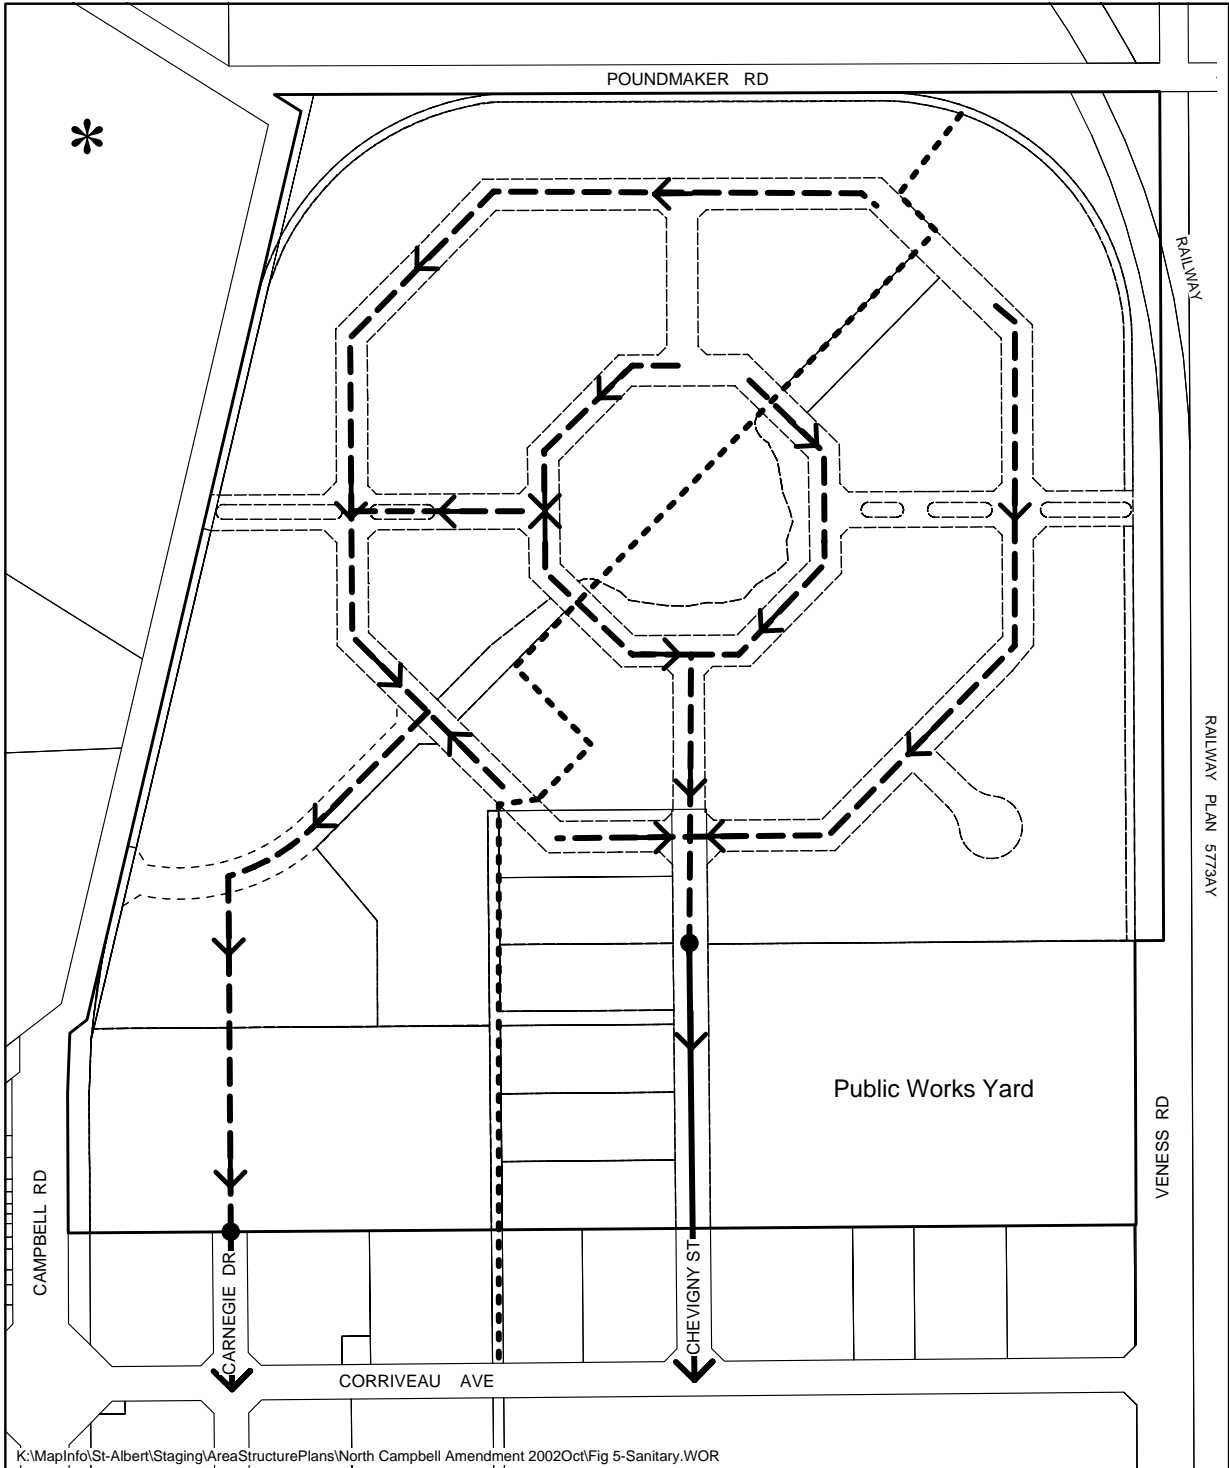 POUNDMAKER RD
RAILWAY
RAILWAY PLAN 5773AY
Public Works Yard
VENESS RD
CAMPBELL RD
CARNEGIE DR
CHEVIGNY ST
CORRIVEAU AVE
K:\MapInfo\St-Albert\Staging\AreaStructurePlans\North Campbell Amendment 2002Oct\Fig 5-Sanitary.WOR